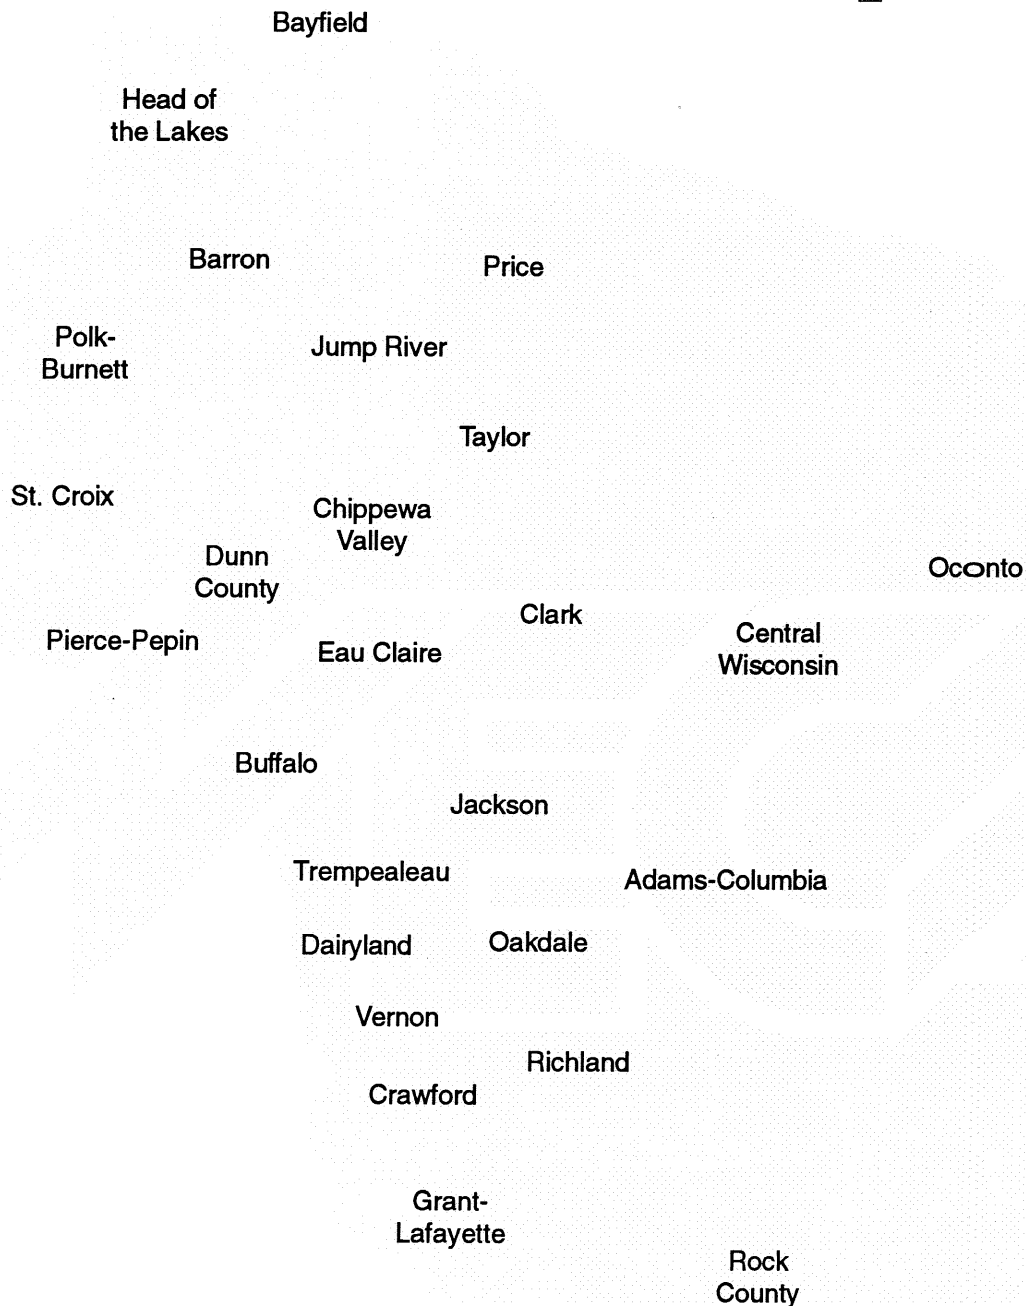 Bayfield
Head of
the Lakes
Barron
Price
Polk-
Burnett
Jump River
Taylor
St. Croix
Chippewa
Valley
Dunn
County
Oconto
Clark
Central
Wisconsin
Pierce-Pepin
Eau Claire
Buffalo
Jackson
Trempealeau
Adams-Columbia
Dairyland
Oakdale
Vernon
Richland
Crawford
Grant-
Lafayette
Rock
County